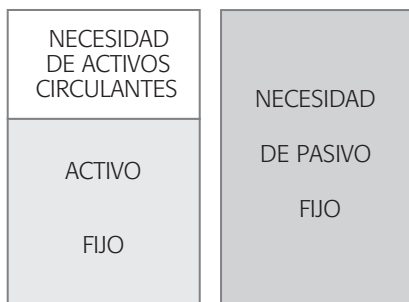 NECESIDAD
DE ACTIVOS
CIRCULANTES
ACTIVO
FIJO
NECESIDAD
DE PASIVO
FIJO